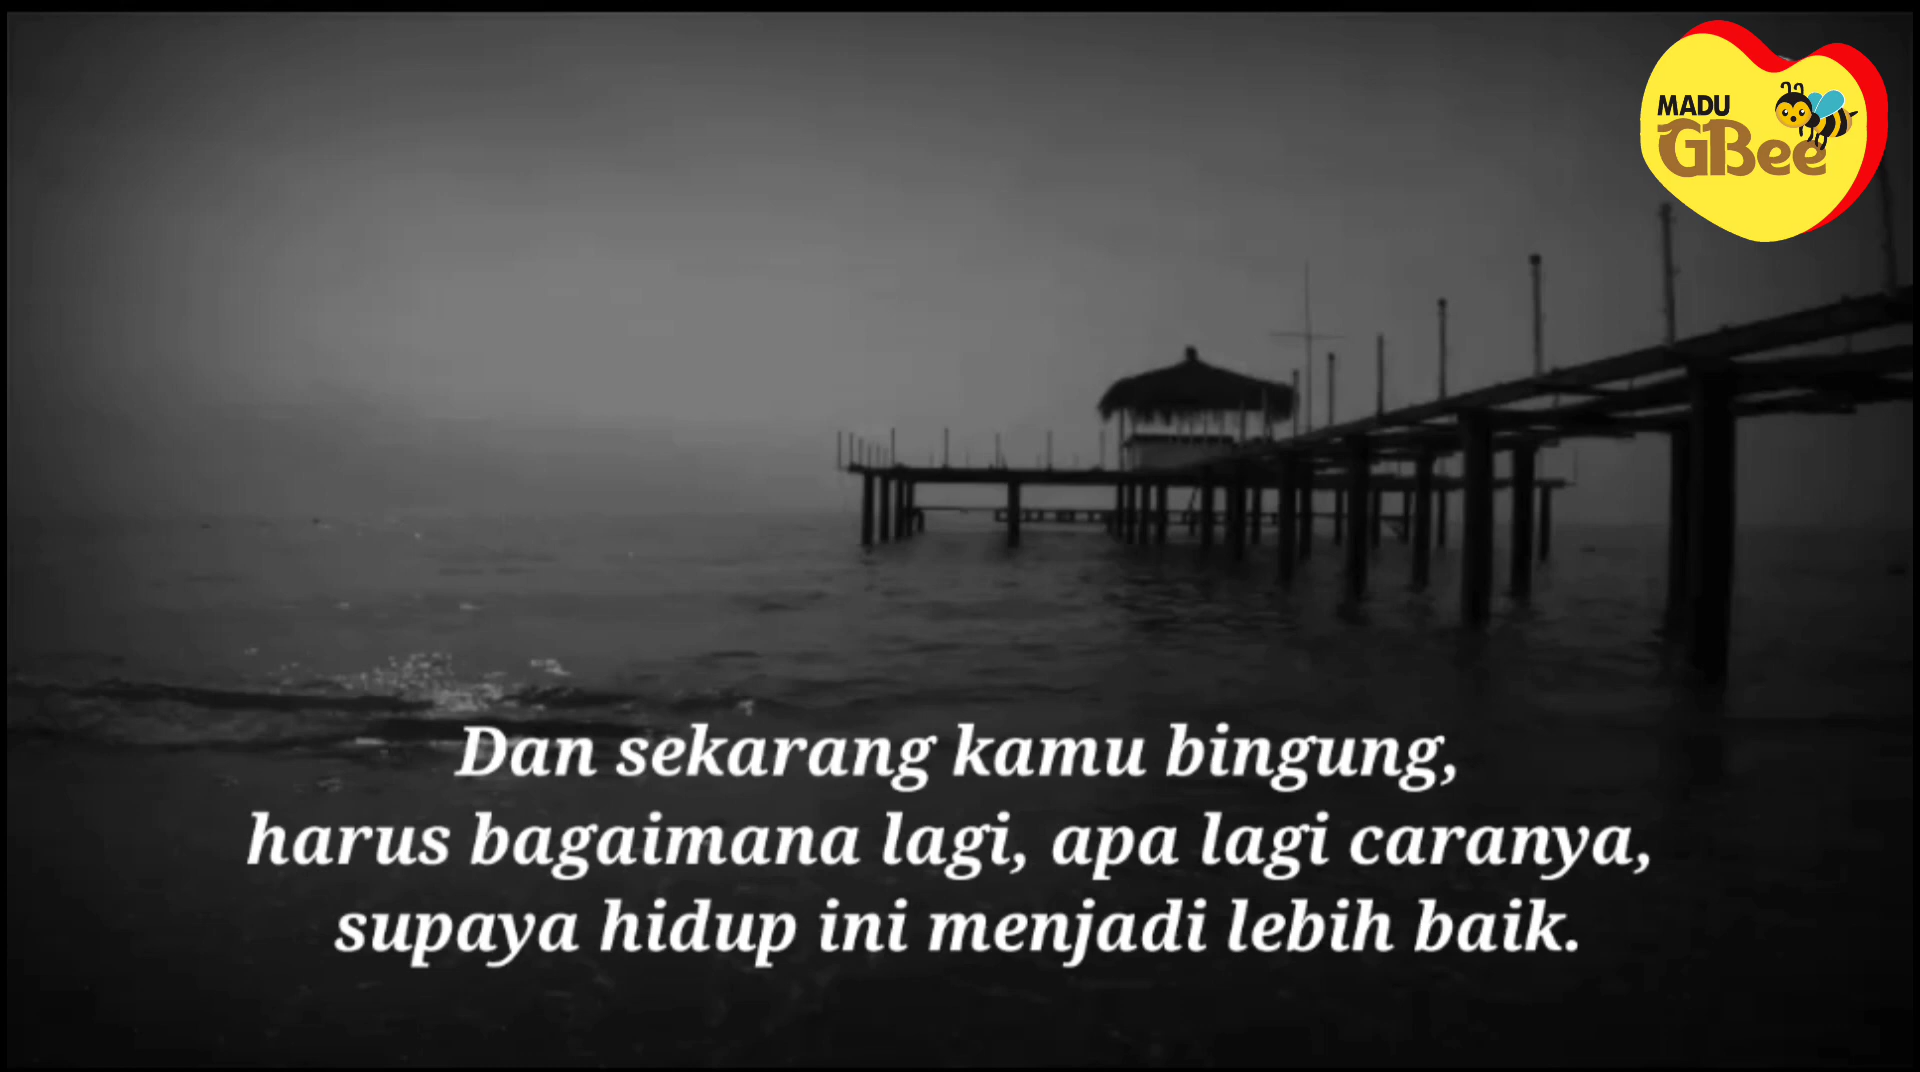 MADU
GBee
Dan sekarang kamu bingung,
harus bagaimana lagi, apa lagi caranya,
supaya hidup ini menjadi lebih baik.